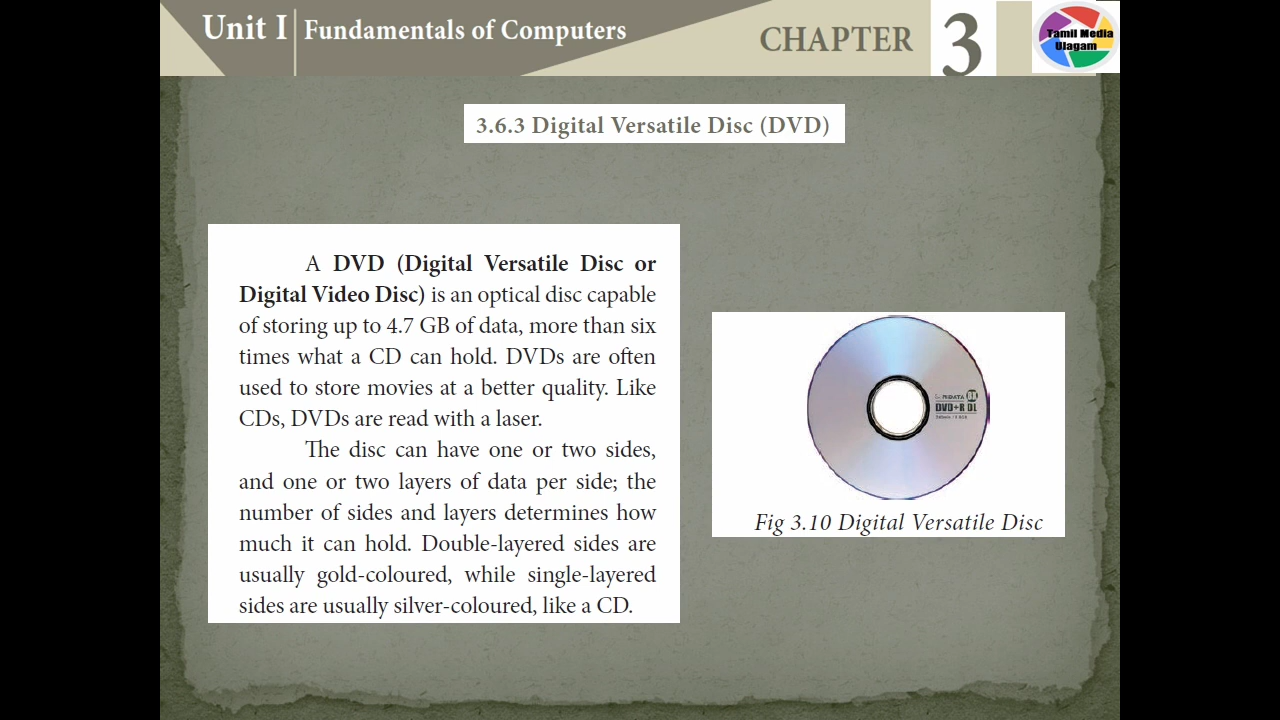 Unit I Fundamentals of Computers
CHAPTER 3
Tamil Media
Ulagam
3.6.3 Digital Versatile Disc (DVD)
A DVD (Digital Versatile Disc or
Digital Video Disc) is an optical disc capable
of storing up to 4.7 GB of data, more than six
times what a CD can hold. DVDs are often
used to store movies at a better quality. Like
CDs, DVDs are read with a laser.
The disc can have one or two sides,
and one or two layers of data per side; the
number of sides and layers determines how
much it can hold. Double-layered sides are
usually gold-coloured, while single-layered
sides are usually silver-coloured, like a CD.
RIDATA 8X
DVD+R DL
Fig 3.10 Digital Versatile Disc